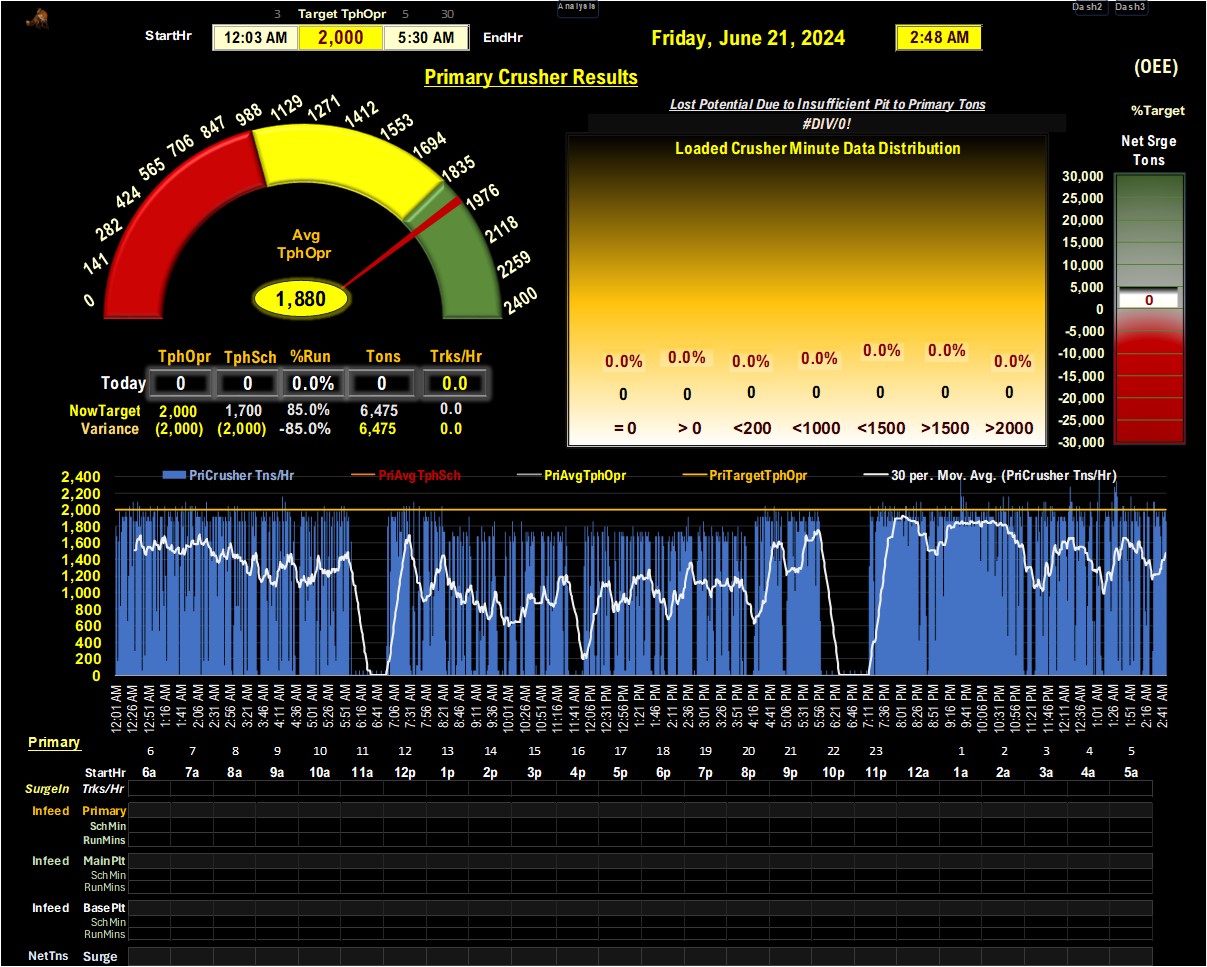 3 Target TphOpr 5 30
Analysis
Dash2 Dash3
StartHr 12:03 AM 2,000 5:30 AM EndHr
Friday, June 21, 2024
2:48 AM
Primary Crusher Results
(OEE)
%Target
Net Srge
Tons
Lost Potential Due to Insufficient Pit to Primary Tons
#DIV/0!
Loaded Crusher Minute Data Distribution
0 141 282 424 565 706 847 988 1129 1271 1412 1553 1694 1835 1976 2118 2259 2400
Avg
TphOpr
1,880
30,000
25,000
20,000
15,000
10,000
5,000
0
-5,000
-10,000
-15,000
-20,000
-25,000
-30,000
0
0.0% 0.0% 0.0% 0.0% 0.0% 0.0% 0.0%
0 0 0 0 0 0 0
= 0 > 0 <200 <1000 <1500 >1500 >2000
TphOpr TphSch %Run Tons Trks/Hr
Today 0 0 0.0% 0 0.0
NowTarget 2,000 1,700 85.0% 6,475 0.0
Variance (2,000) (2,000) -85.0% 6,475 0.0
PriCrusher Tns/Hr PriAvgTphSch PriAvgTphOpr PriTargetTphOpr 30 per. Mov. Avg. (PriCrusher Tns/Hr)
2,400
2,200
2,000
1,800
1,600
1,400
1,200
1,000
800
600
400
200
0
12:01 AM 12:26 AM 12:51 AM 1:16 AM 1:41 AM 2:06 AM 2:31 AM 2:56 AM 3:21 AM 3:46 AM 4:11 AM 4:36 AM 5:01 AM 5:26 AM 5:51 AM 6:16 AM 6:41 AM 7:06 AM 7:31 AM 7:56 AM 8:21 AM 8:46 AM 9:11 AM 9:36 AM 10:01 AM 10:26 AM 10:51 AM 11:16 AM 11:41 AM 12:06 PM 12:31 PM 12:56 PM 1:21 PM 1:46 PM 2:11 PM 2:36 PM 3:01 PM 3:26 PM 3:51 PM 4:16 PM 4:41 PM 5:06 PM 5:31 PM 5:56 PM 6:21 PM 6:46 PM 7:11 PM 7:36 PM 8:01 PM 8:26 PM 8:51 PM 9:16 PM 9:41 PM 10:06 PM 10:31 PM 10:56 PM 11:21 PM 11:46 PM 12:11 AM 12:36 AM 1:01 AM 1:26 AM 1:51 AM 2:16 AM 2:41 AM
Primary 6 7 8 9 10 11 12 13 14 15 16 17 18 19 20 21 22 23 1 2 3 4 5
StartHr 6a 7a 8a 9a 10a 11a 12p 1p 2p 3p 4p 5p 6p 7p 8p 9p 10p 11p 12a 1a 2a 3a 4a 5a
SurgeIn Trks/Hr
Infeed Primary
SchMin
RunMins
Infeed MainPlt
SchMin
RunMins
Infeed BasePlt
SchMin
RunMins
NetTns Surge